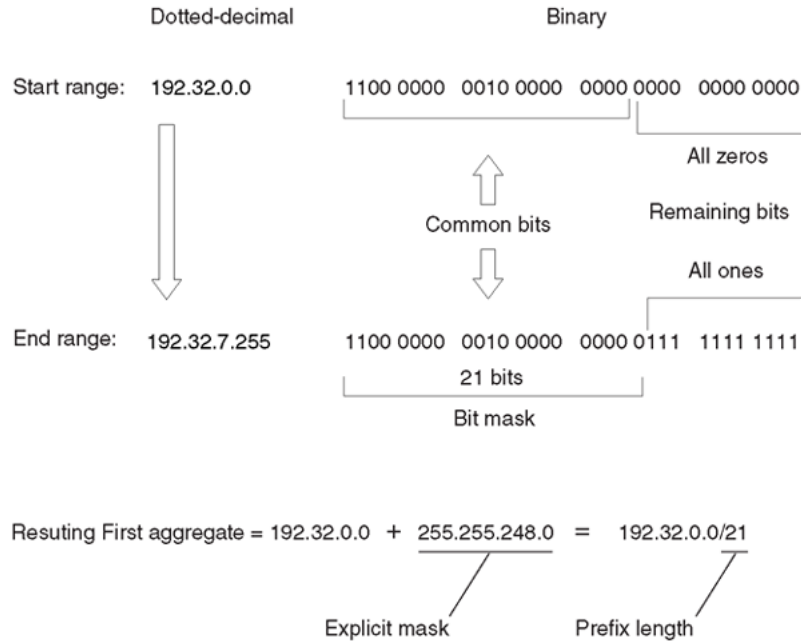 Dotted-decimal Binary
Start range: 192.32.0.0 1100 0000 0010 0000 0000 0000 0000 0000
All zeros
Common bits Remaining bits
All ones
End range: 192.32.7.255 1100 0000 0010 0000 0000 0111 1111 1111
21 bits
Bit mask
Resuting First aggregate = 192.32.0.0 + 255.255.248.0 = 192.32.0.0/21
Explicit mask Prefix length